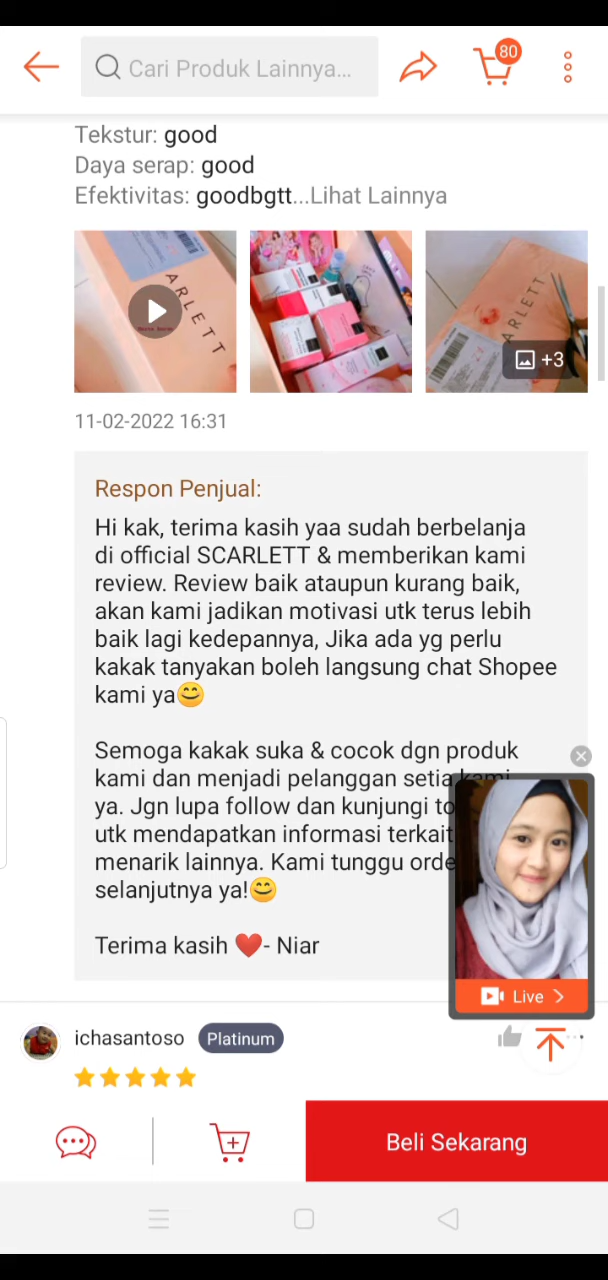 Cari Produk Lainnya...
80
Tekstur: good
Daya serap: good
Efektivitas: goodbgtt...Lihat Lainnya
ARLETT
ARLETT
+3
11-02-2022 16:31
Respon Penjual:
Hi kak, terima kasih yaa sudah berbelanja
di official SCARLETT & memberikan kami
review. Review baik ataupun kurang baik,
akan kami jadikan motivasi utk terus lebih
baik lagi kedepannya, Jika ada yg perlu
kakak tanyakan boleh langsung chat Shopee
kami ya😊
Semoga kakak suka & cocok dgn produk
kami dan menjadi pelanggan setia kami
ya. Jgn lupa follow dan kunjungi to
utk mendapatkan informasi terkait
menarik lainnya. Kami tunggu orde
selanjutnya ya!😊
Terima kasih ❤️- Niar
Live
ichasantoso
Platinum
Beli Sekarang